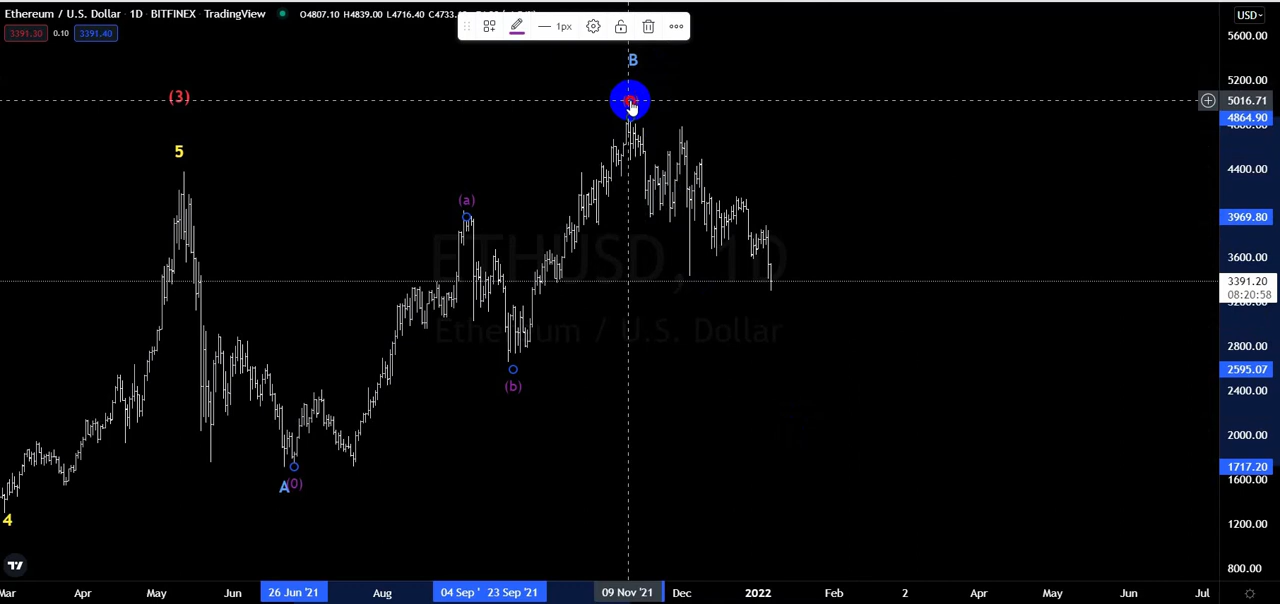 Ethereum / U.S. Dollar · 1D · BITFINEX · TradingView O4807.10 H4839.00 L4716.40 C4733.
1px
USD
3391.30 0.10 3391.40
5600.00
B
5200.00
(3)
5016.71
4864.90
5
4400.00
(a)
3969.80
ETHUSD, 1D
3600.00
3391.20
08:20:58
Ethereum / U.S. Dollar
2800.00
2595.07
(b)
2400.00
2000.00
1717.20
A (0)
1600.00
4
1200.00
800.00
Mar Apr May Jun 26 Jun '21 Aug 04 Sep ' 23 Sep '21 09 Nov '21 Dec 2022 Feb 2 Apr May Jun Jul